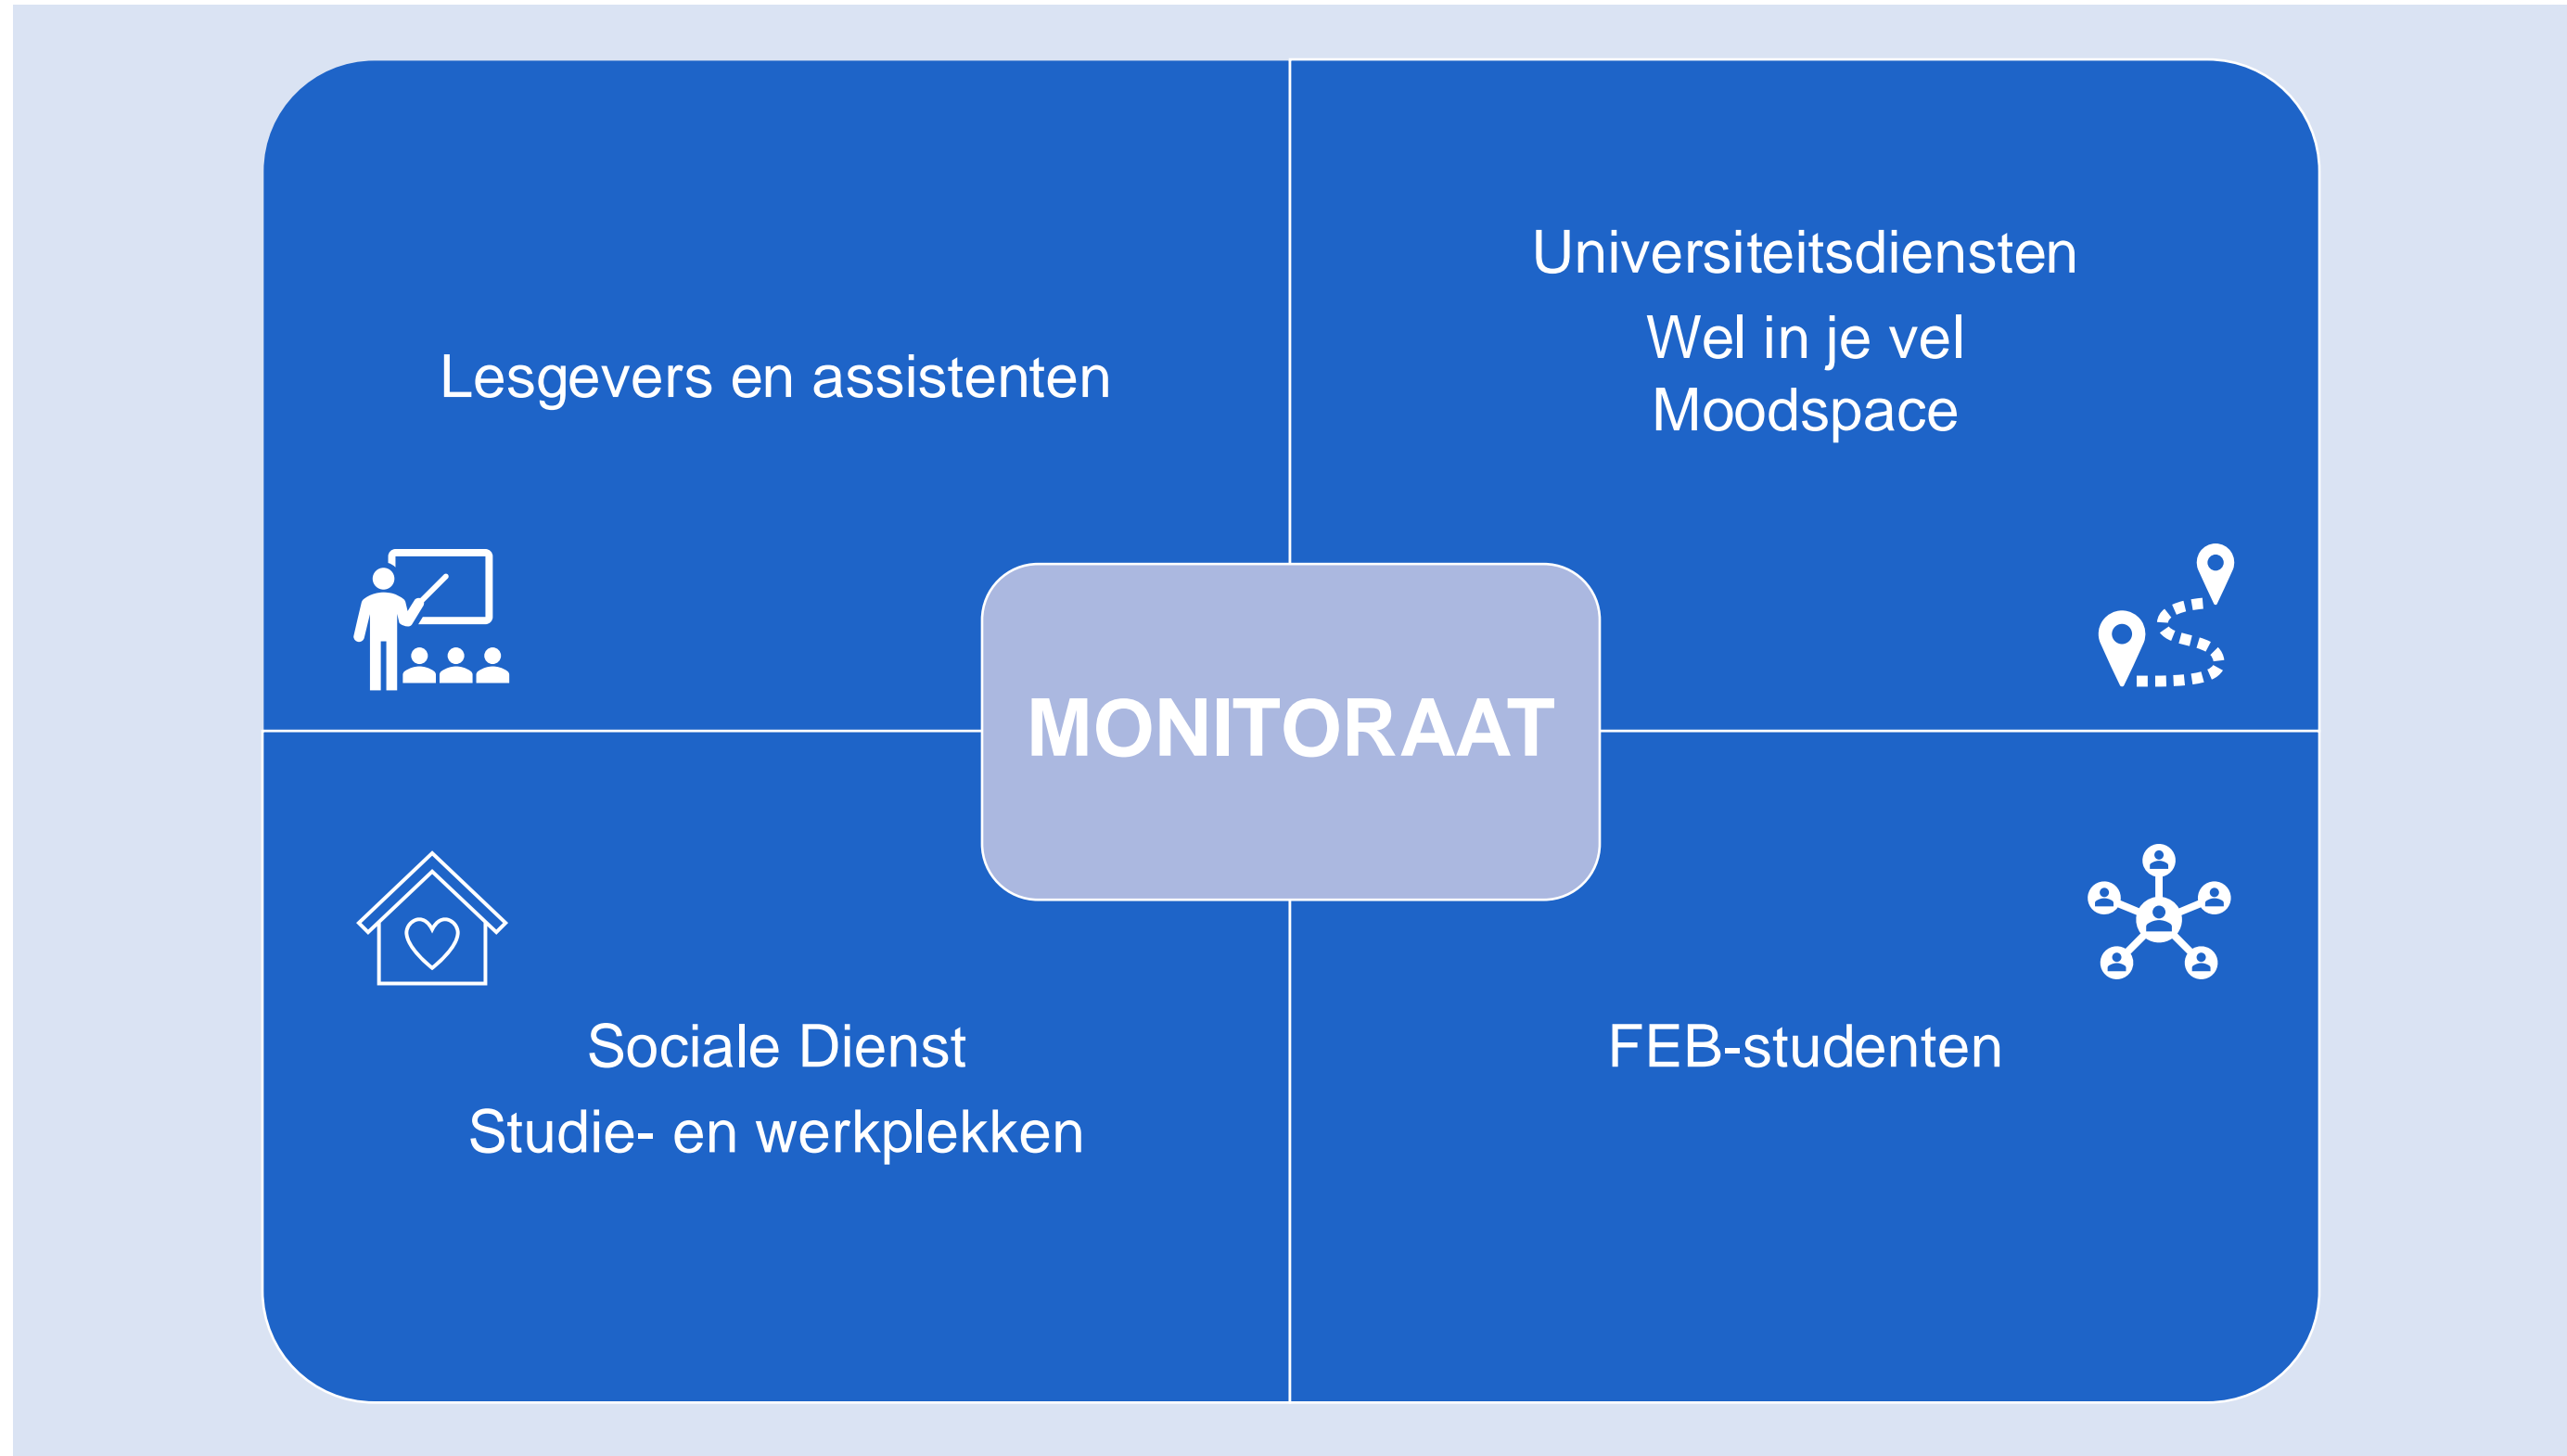 Lesgevers en assistenten
Universiteitsdiensten
Wel in je vel
Moodspace
MONITORAAT
Sociale Dienst
Studie- en werkplekken
FEB-studenten